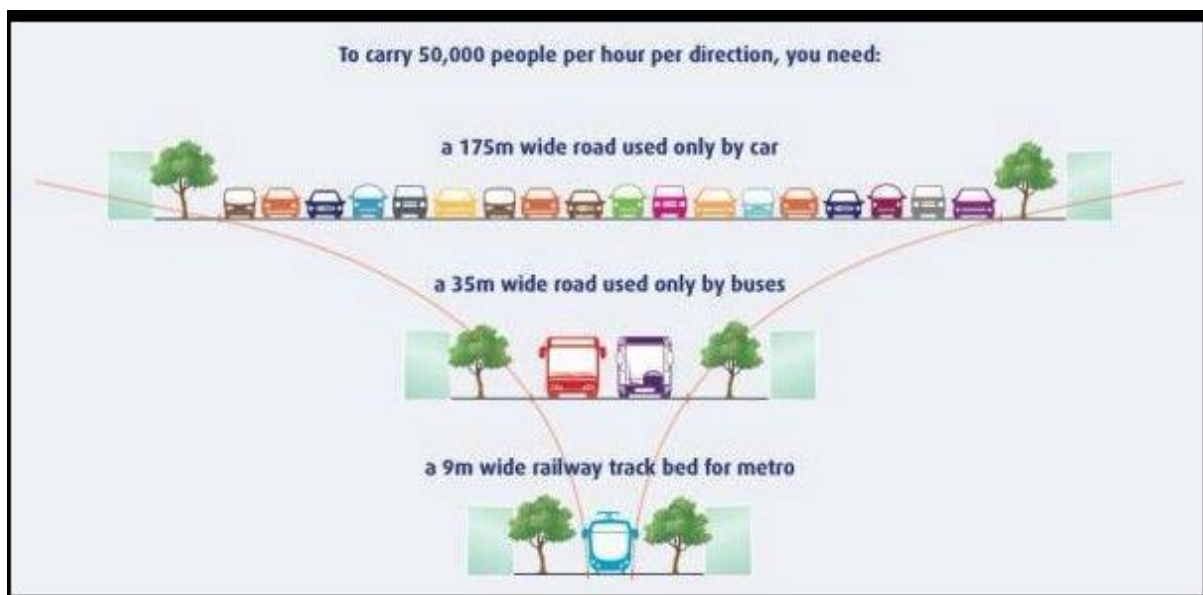 To carry 50,000 people per hour per direction, you need:
a 175m wide road used only by car
a 35m wide road used only by buses
a 9m wide railway track bed for metro